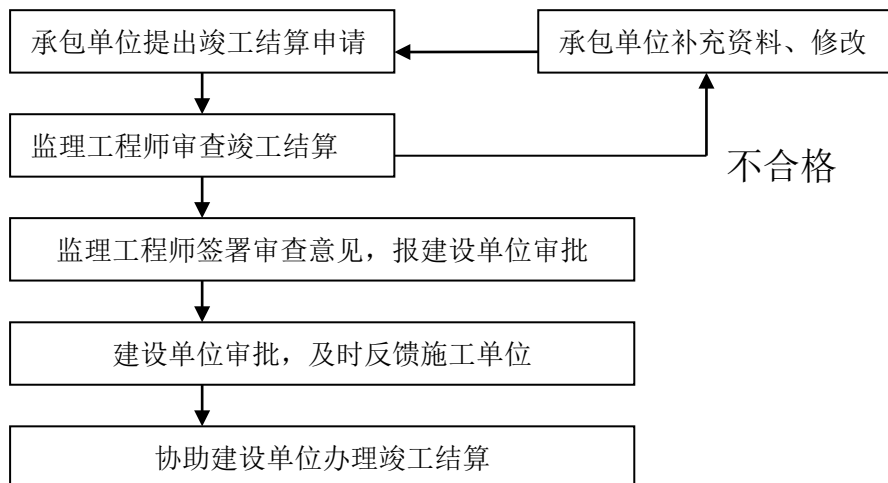 承包单位提出竣工结算申请
承包单位补充资料、修改
监理工程师审查竣工结算
不合格
监理工程师签署审查意见，报建设单位审批
建设单位审批，及时反馈施工单位
协助建设单位办理竣工结算